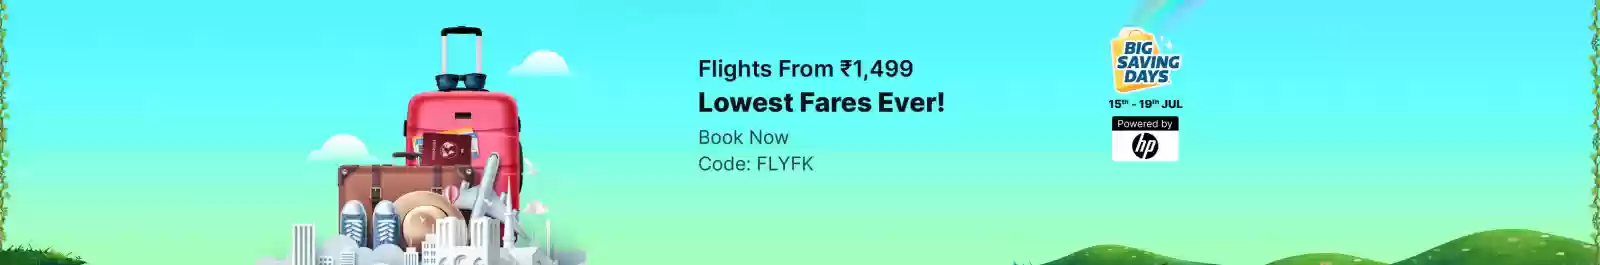 Flights From ₹1,499
Lowest Fares Ever!
Book Now
Code: FLYFK
BIG
SAVING
DAYS
15th - 19th JUL
Powered by
hp